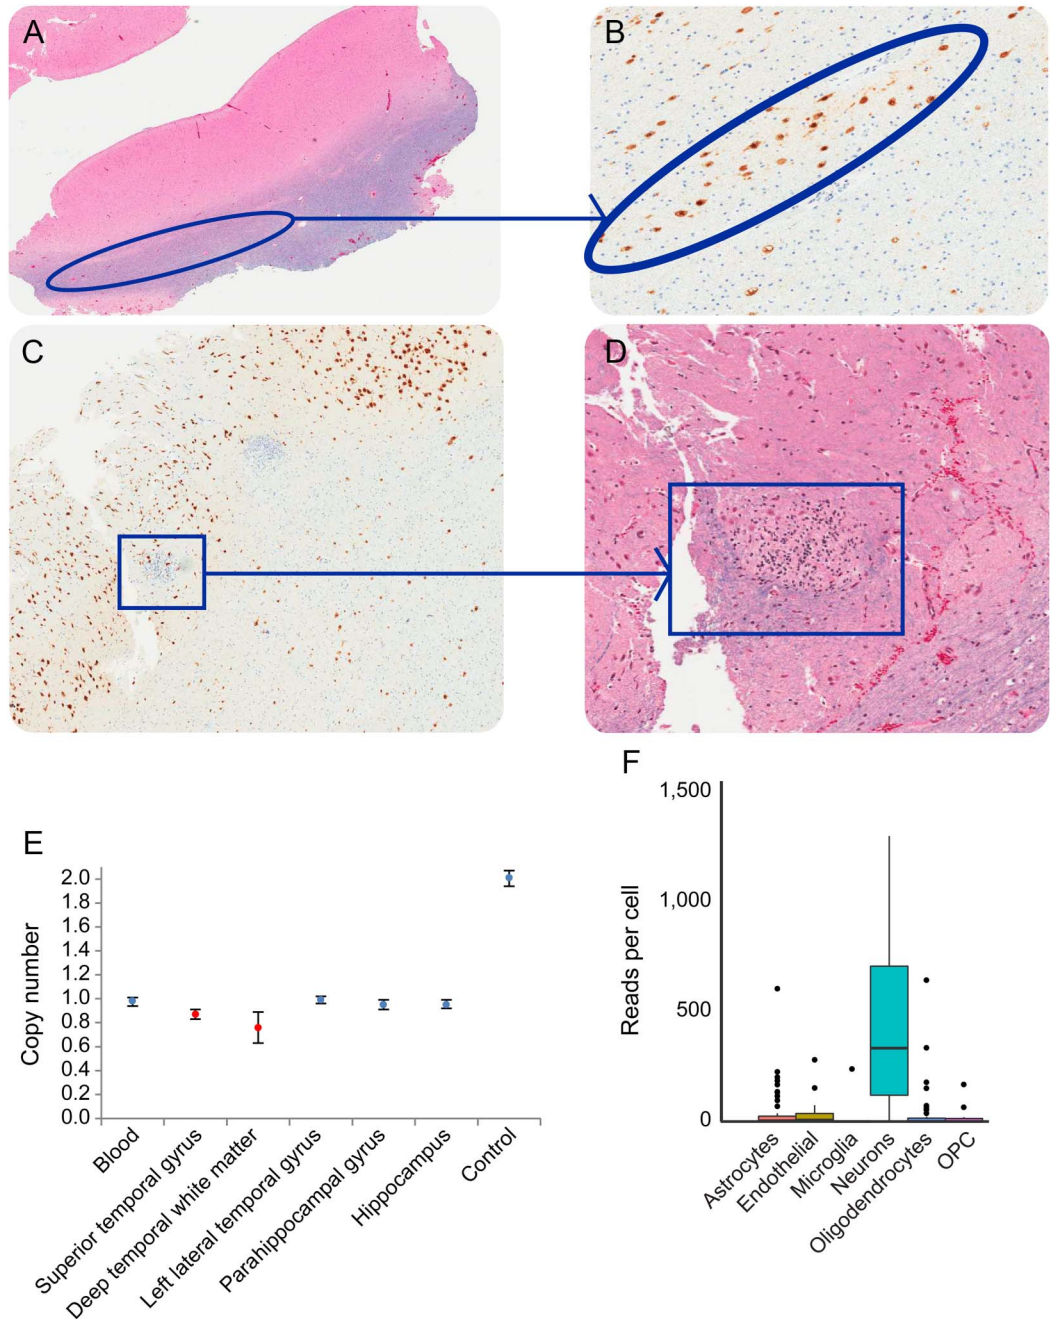 A
B
C
D
E
Copy number
2.0
1.8
1.6
1.4
1.2
1.0
0.8
0.6
0.4
0.2
0.0
Blood
Superior temporal gyrus
Deep temporal white matter
Left lateral temporal gyrus
Parahippocampal gyrus
Hippocampus
Control
F
Reads per cell
1,500
1,000
500
0
Astrocytes
Endothelial
Microglia
Neurons
Oligodendrocytes
OPC